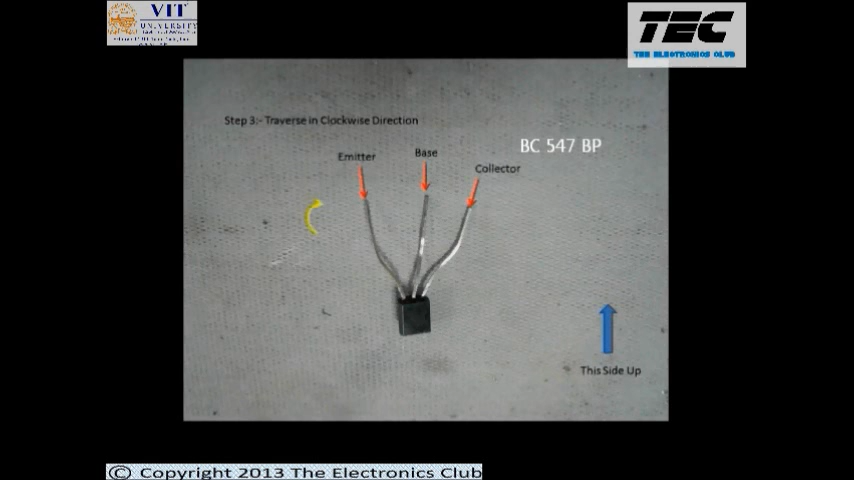 VIT
UNIVERSITY
TEC
THE ELECTRONICS CLUB
Step 3:- Traverse in Clockwise Direction
BC 547 BP
Emitter
Base
Collector
This Side Up
© Copyright 2013 The Electronics Club